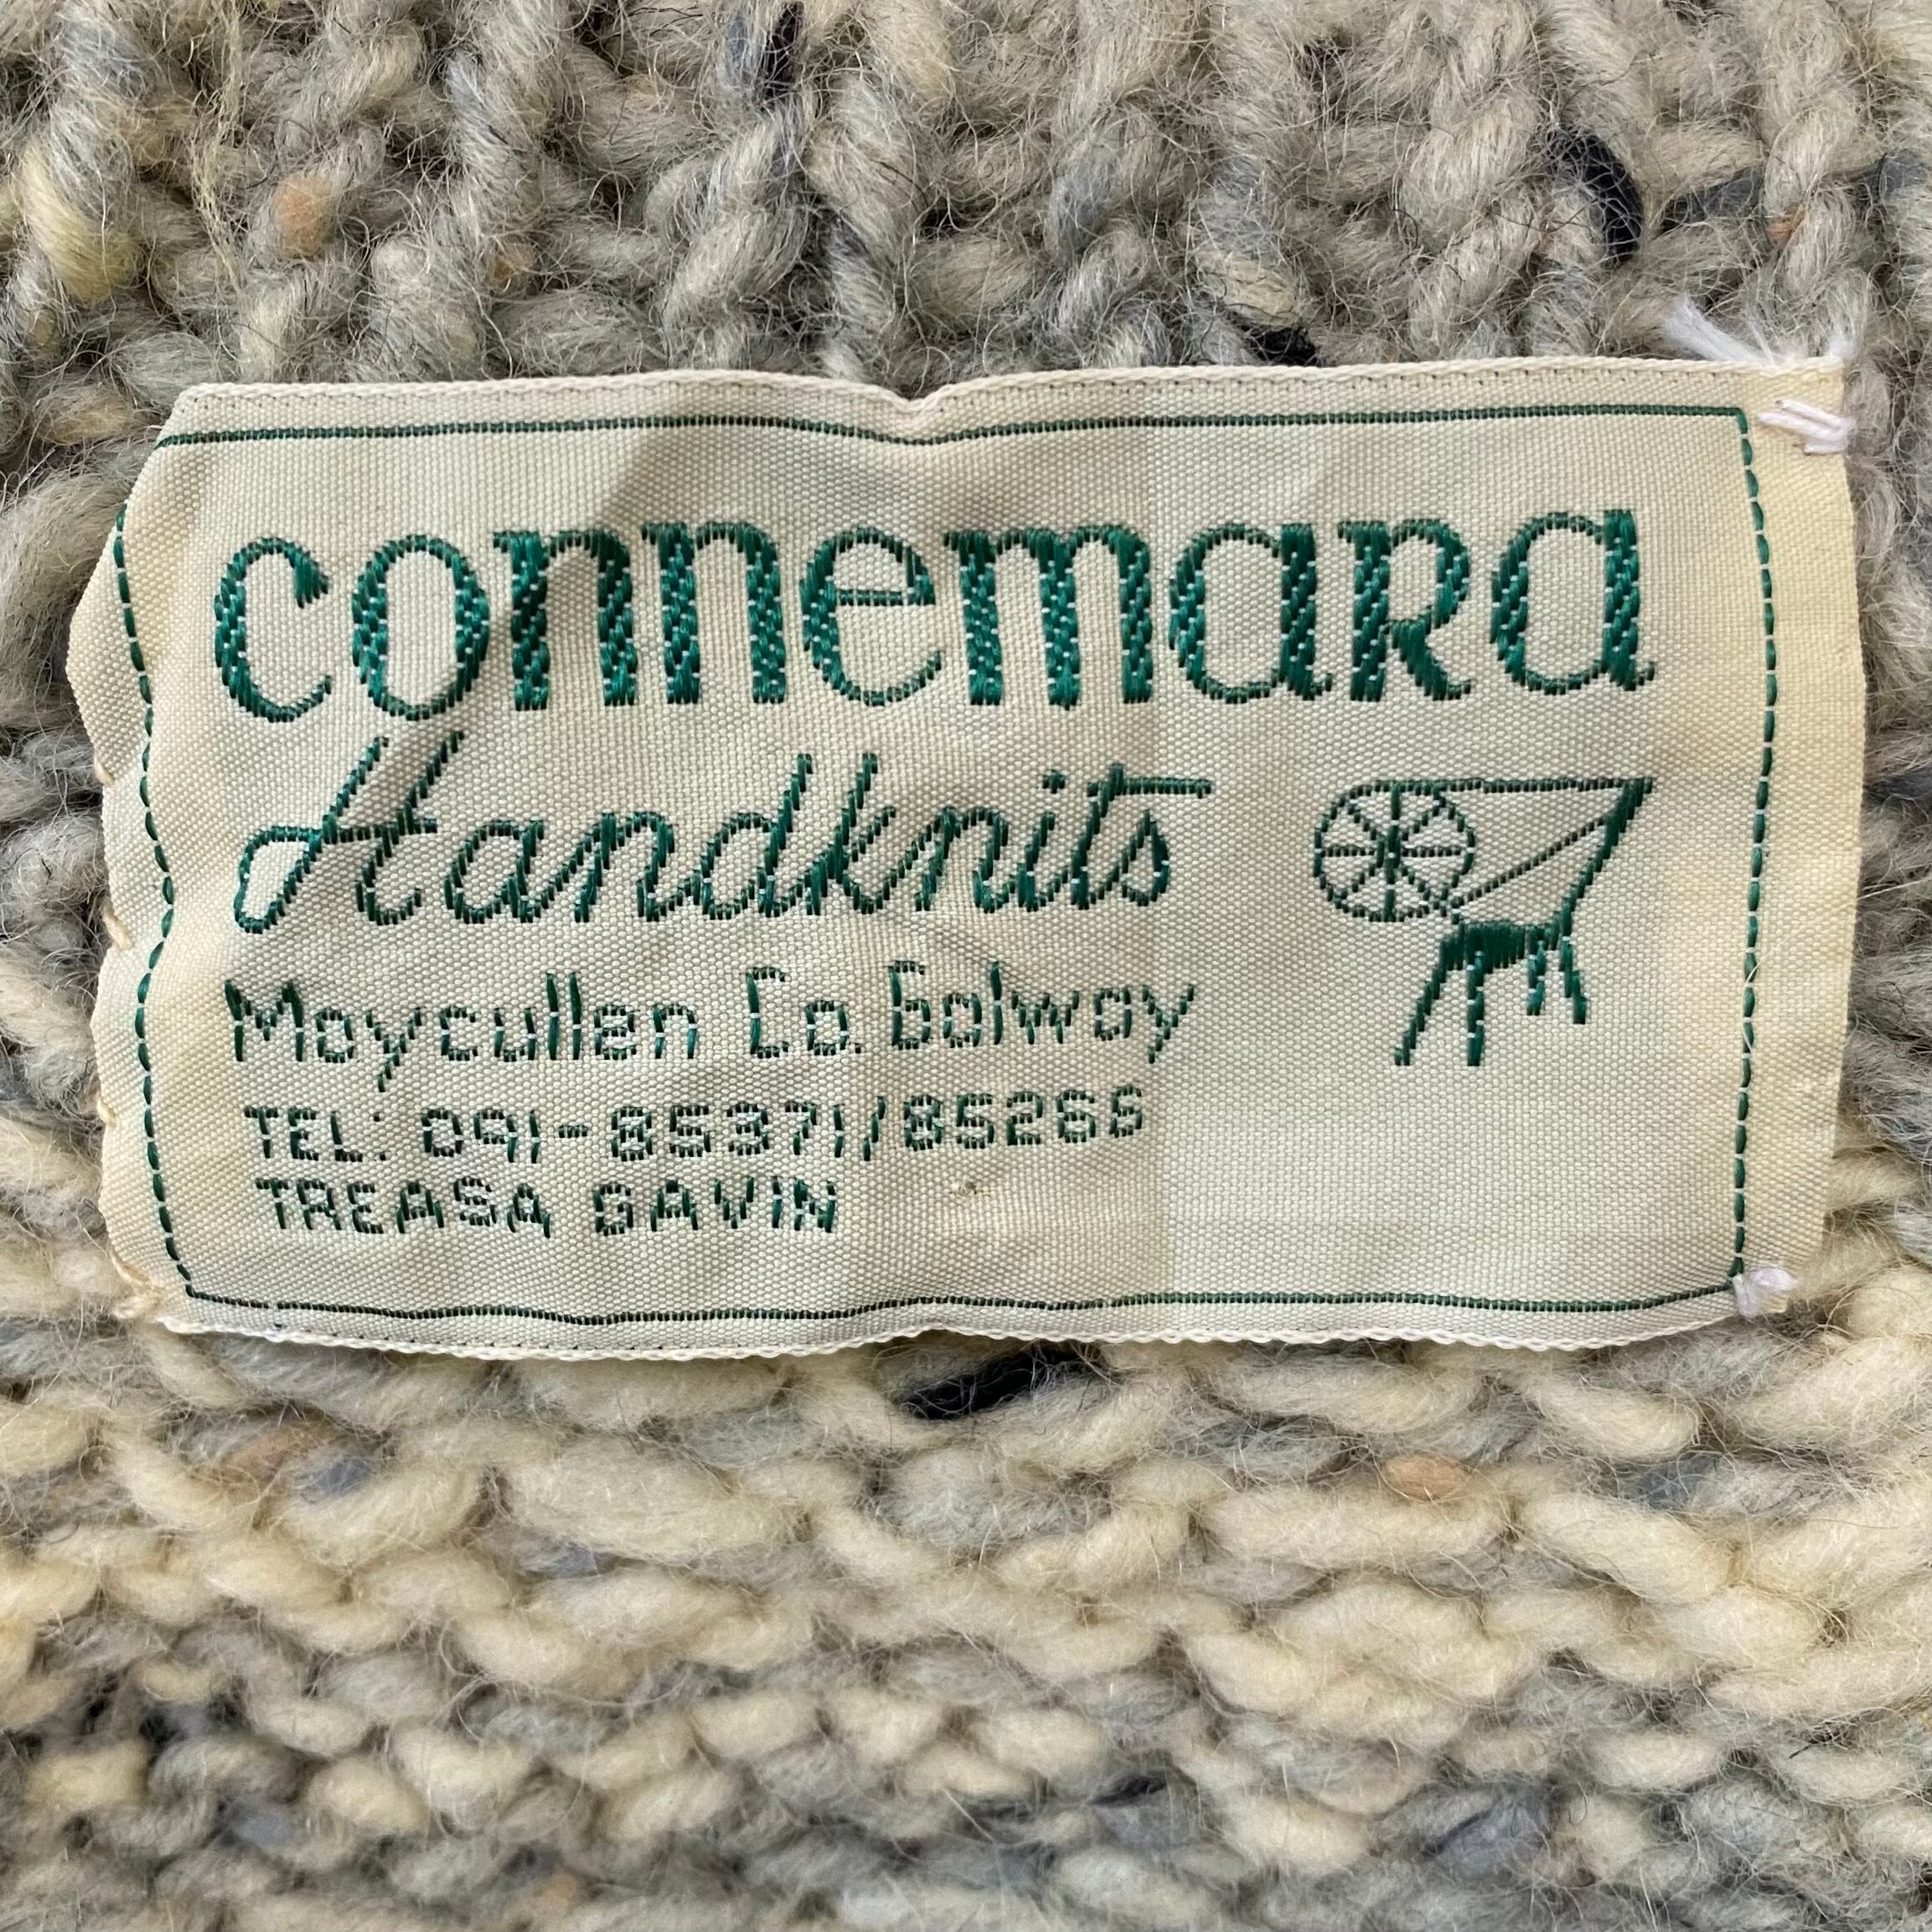 connemara
Handknits
Moycullen Co. Galway
TEL: 091-85371/85266
TREASA GAVIN